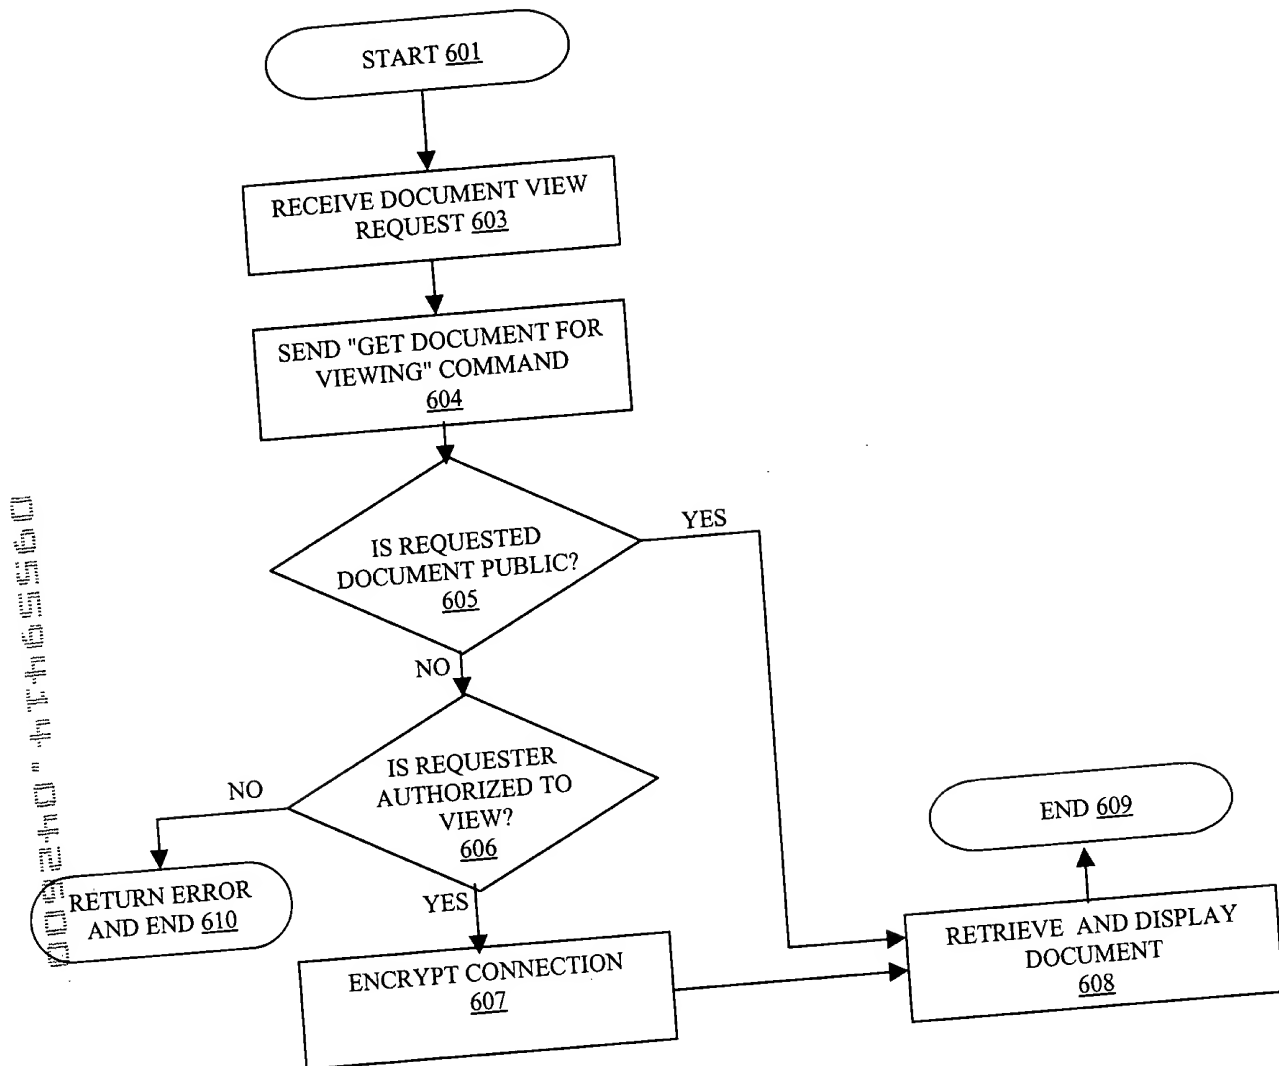 START 601
RECEIVE DOCUMENT VIEW
REQUEST 603
SEND "GET DOCUMENT FOR
VIEWING" COMMAND
604
IS REQUESTED
DOCUMENT PUBLIC?
605
YES
NO
IS REQUESTER
AUTHORIZED TO
VIEW?
606
NO
YES
RETURN ERROR
AND END 610
ENCRYPT CONNECTION
607
RETRIEVE AND DISPLAY
DOCUMENT
608
END 609
09559414.042600